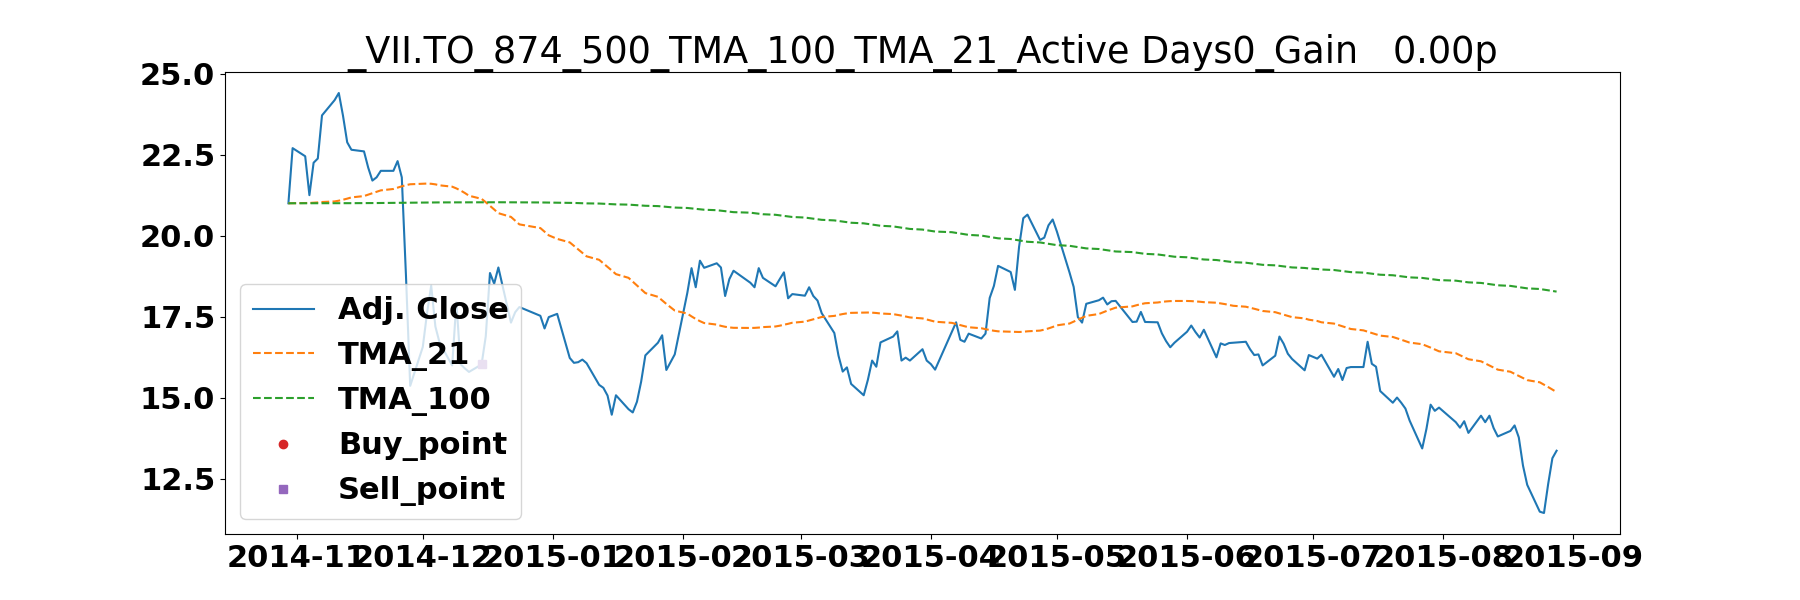 _VII.TO_874_500_TMA_100_TMA_21_Active Days0_Gain   0.00p
25.0
22.5
20.0
17.5
15.0
12.5
Adj. Close
TMA_21
TMA_100
Buy_point
Sell_point
2014-11 2014-12 2015-01 2015-02 2015-03 2015-04 2015-05 2015-06 2015-07 2015-08 2015-09